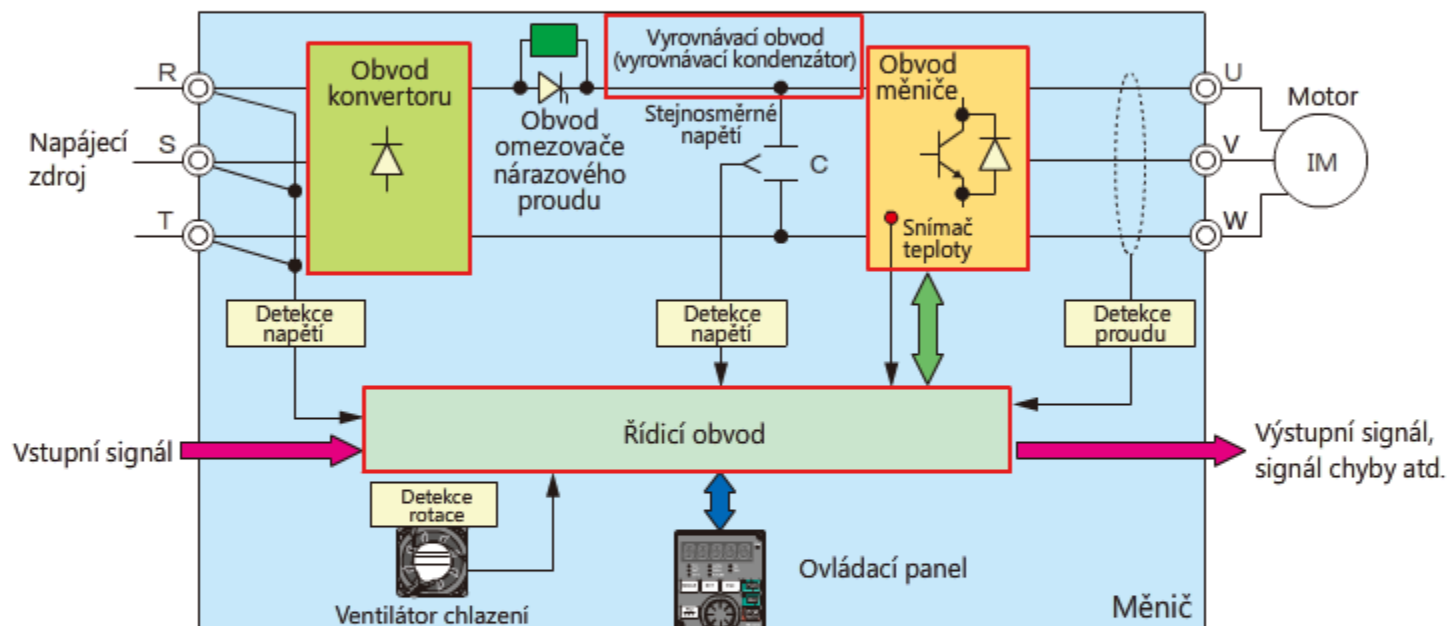 Vyrovnávací obvod
(vyrovnávací kondenzátor)
R
Obvod
konvertoru
Obvod
měniče
U
Motor
Stejnosměrné
napětí
Obvod
omezovače
nárazového
proudu
Napájecí
zdroj
S
C
V
IM
T
Snímač
teploty
W
Detekce
napětí
Detekce
napětí
Detekce
proudu
Řídicí obvod
Vstupní signál
Výstupní signál,
signál chyby atd.
Detekce
rotace
Ovládací panel
Ventilátor chlazení
Měnič